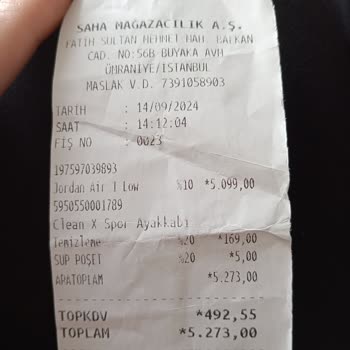 SAHA MAĞAZACILIK A.Ş.
FATİH SULTAN MEHMET MAH. BALKAN
CAD. NO:56B BUYAKA AVM
ÜMRANİYE/İSTANBUL
MASLAK V.D. 7391058903
TARİH : 14/09/2024
SAAT : 14:12:04
FİŞ NO : 0023
197597039893
Jordan Air 1 Low %10 *5.099,00
5950550001789
Clean X Spor Ayakkabı
Temizleme %20 *169,00
SUP POŞET %20 *5,00
ARATOPLAM *5.273,00
TOPKDV *492,55
TOPLAM *5.273,00